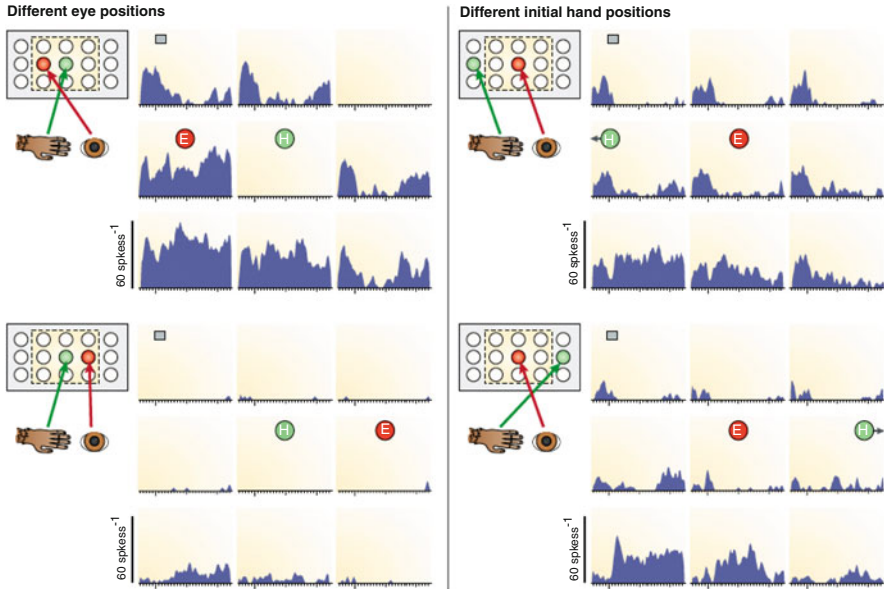 Different eye positions
E
H
60 spkess-1
H
E
60 spkess-1
Different initial hand positions
H
E
60 spkess-1
E
H
60 spkess-1